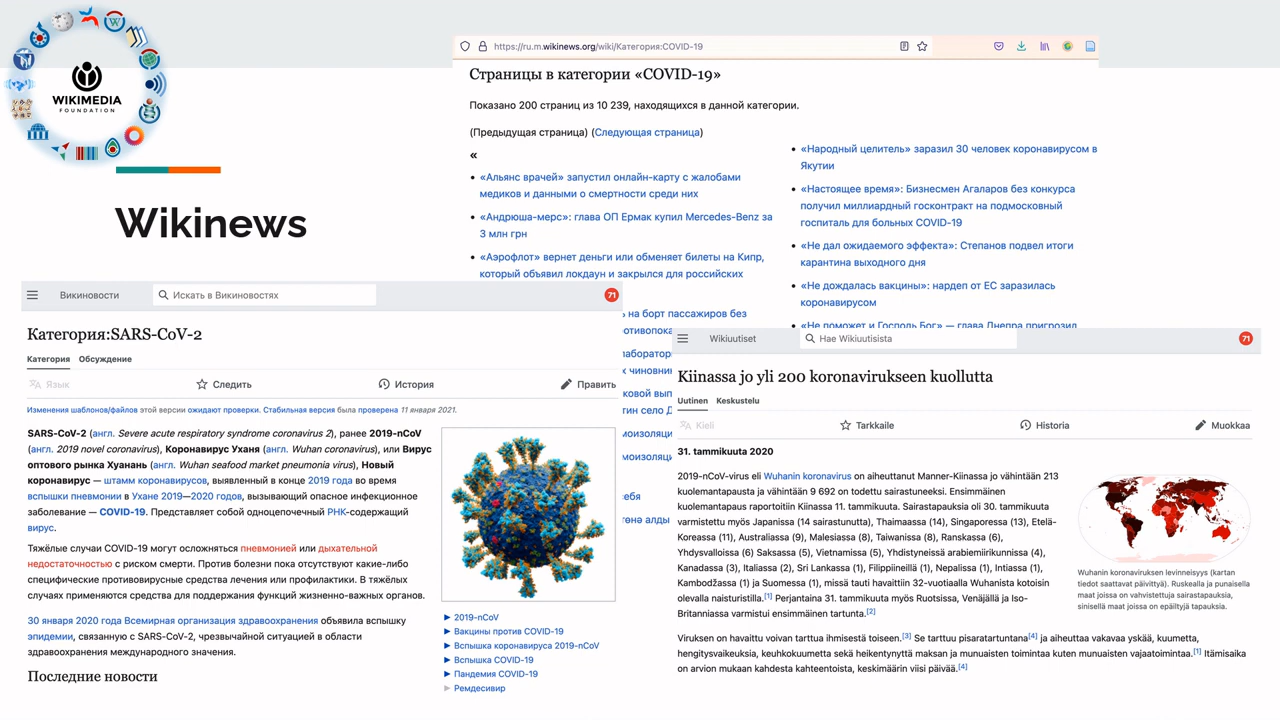 WIKIMEDIA
FOUNDATION
Wikinews
https://ru.m.wikinews.org/wiki/Категория:COVID-19
Страницы в категории «COVID-19»
Показано 200 страниц из 10 239, находящихся в данной категории.
(Предыдущая страница) (Следующая страница)
«
• «Альянс врачей» запустил онлайн-карту с жалобами
медиков и данными о смертности среди них
• «Андрюша-мерс»: глава ОП Ермак купил Mercedes-Benz за
3 млн грн
• «Аэрофлот» вернет деньги или обменяет билеты на Кипр,
который объявил локдаун и закрылся для российских
на борт пассажиров без
• «Народный целитель» заразил 30 человек коронавирусом в
Якутии
• «Настоящее время»: Бизнесмен Агаларов без конкурса
получил миллиардный госконтракт на подмосковный
госпиталь для больных COVID-19
• «Не дал ожидаемого эффекта»: Степанов подвел итоги
карантина выходного дня
• «Не дождалась вакцины»: нардеп от ЕС заразилась
коронавирусом
• «Не поможет и Господь Бог» — глава Днепра пригрозил
Викиновости
Искать в Викиновостях
71
Категория:SARS-CoV-2
Категория Обсуждение
Язык Следить История Править
Изменения шаблонов/файлов этой версии ожидают проверки. Стабильная версия была проверена 11 января 2021.
SARS-CoV-2 (англ. Severe acute respiratory syndrome coronavirus 2), ранее 2019-nCoV
(англ. 2019 novel coronavirus), Коронавирус Уханя (англ. Wuhan coronavirus), или Вирус
оптового рынка Хуанань (англ. Wuhan seafood market pneumonia virus), Новый
коронавирус — штамм коронавирусов, выявленный в конце 2019 года во время
вспышки пневмонии в Ухане 2019—2020 годов, вызывающий опасное инфекционное
заболевание — COVID-19. Представляет собой одноцепочечный РНК-содержащий
вирус.
Тяжёлые случаи COVID-19 могут осложняться пневмонией или дыхательной
недостаточностью с риском смерти. Против болезни пока отсутствуют какие-либо
специфические противовирусные средства лечения или профилактики. В тяжёлых
случаях применяются средства для поддержания функций жизненно-важных органов.
30 января 2020 года Всемирная организация здравоохранения объявила вспышку
эпидемии, связанную с SARS-CoV-2, чрезвычайной ситуацией в области
здравоохранения международного значения.
Последние новости
► 2019-nCoV
► Вакцины против COVID-19
► Вспышка коронавируса 2019-nCoV
► Вспышка COVID-19
► Пандемия COVID-19
► Ремдесивир
Wikiuutiset
Hae Wikiuutisista
71
Kiinassa jo yli 200 koronavirukseen kuollutta
Uutinen Keskustelu
Kieli Tarkkaile Historia Muokkaa
31. tammikuuta 2020
2019-nCoV-virus eli Wuhanin koronavirus on aiheuttanut Manner-Kiinassa jo vähintään 213
kuolemantapausta ja vähintään 9 692 on todettu sairastuneeksi. Ensimmäinen
kuolemantapaus raportoitiin Kiinassa 11. tammikuuta. Sairastapauksia oli 30. tammikuuta
varmistettu myös Japanissa (14 sairastunutta), Thaimaassa (14), Singaporessa (13), Etelä-
Koreassa (11), Australiassa (9), Malesiassa (8), Taiwanissa (8), Ranskassa (6),
Yhdysvalloissa (6) Saksassa (5), Vietnamissa (5), Yhdistyneistä arabiemiirikunnissa (4),
Kanadassa (3), Italiassa (2), Sri Lankassa (1), Filippiineillä (1), Nepalissa (1), Intiassa (1),
Kambodžassa (1) ja Suomessa (1), missä tauti havaittiin 32-vuotiaalla Wuhanista kotoisin
olevalla naisturistilla.[1] Perjantaina 31. tammikuuta myös Ruotsissa, Venäjällä ja Iso-
Britanniassa varmistui ensimmäinen tartunta.[2]
Viruksen on havaittu voivan tarttua ihmisestä toiseen.[3] Se tarttuu pisaratartuntana[4] ja aiheuttaa vakavaa yskää, kuumetta,
hengitysvaikeuksia, keuhkokuumetta sekä heikentynyttä maksan ja munuaisten toimintaa kuten munuaisten vajaatoimintaa.[1] Itämisaika
on arvion mukaan kahdesta kahteentoista, keskimäärin viisi päivää.[4]
Wuhanin koronaviruksen levinneisyys (kartan
tiedot saattavat päivittyä). Ruskealla ja punaisella
maat joissa on vahvistettuja sairastapauksia,
sinisellä maat joissa on epäiltyjä tapauksia.